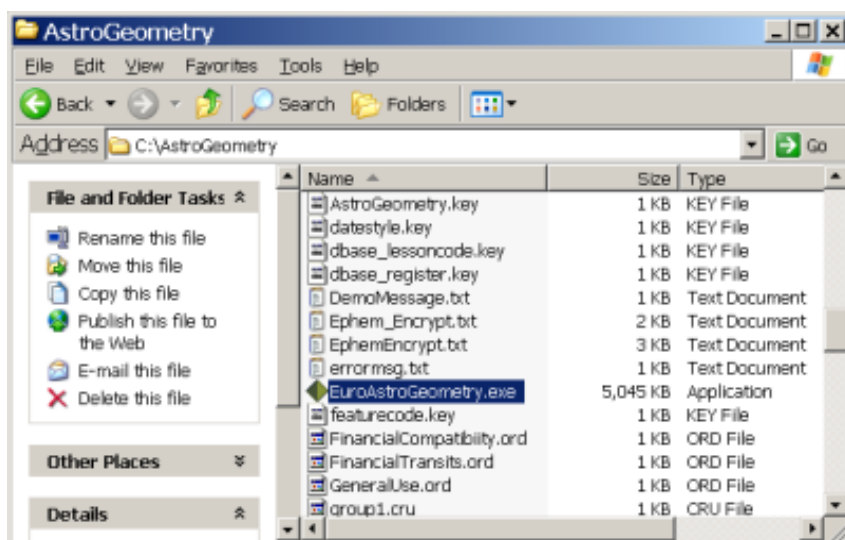 AstroGeometry
File Edit View Favorites Tools Help
Back Search Folders
Address C:\AstroGeometry Go
File and Folder Tasks
Rename this file
Move this file
Copy this file
Publish this file to
the Web
E-mail this file
Delete this file
Other Places
Details
Name Size Type
AstroGeometry.key 1 KB KEY File
datestyle.key 1 KB KEY File
dbase_lessoncode.key 1 KB KEY File
dbase_register.key 1 KB KEY File
DemoMessage.txt 1 KB Text Document
Ephem_Encrypt.txt 2 KB Text Document
EphemEncrypt.txt 3 KB Text Document
errormsg.txt 1 KB Text Document
EuroAstroGeometry.exe 5,045 KB Application
featurecode.key 1 KB KEY File
FinancialCompatibiity.ord 1 KB ORD File
FinancialTransits.ord 1 KB ORD File
GeneralUse.ord 1 KB ORD File
group1.cru 1 KB CRU File